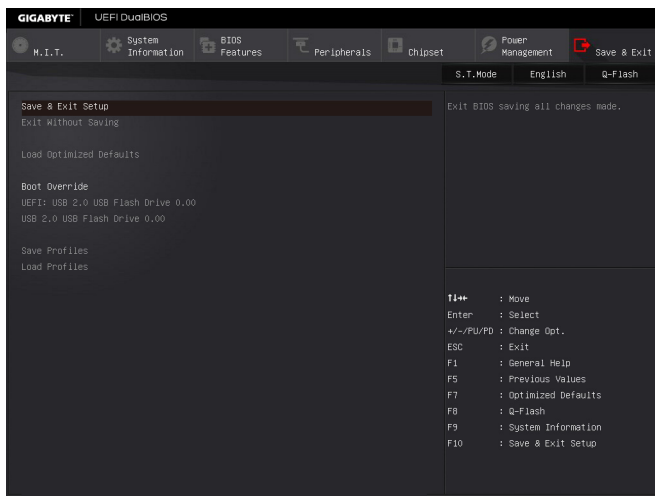 GIGABYTE™ UEFI DualBIOS
M.I.T.
System Information
BIOS Features
Peripherals
Chipset
Power Management
Save & Exit
S.T.Mode English Q-Flash
Save & Exit Setup
Exit Without Saving
Load Optimized Defaults
Boot Override
UEFI: USB 2.0 USB Flash Drive 0.00
USB 2.0 USB Flash Drive 0.00
Save Profiles
Load Profiles
Exit BIOS saving all changes made.
↑↓→← : Move
Enter : Select
+/-/PU/PD : Change Opt.
ESC : Exit
F1 : General Help
F5 : Previous Values
F7 : Optimized Defaults
F8 : Q-Flash
F9 : System Information
F10 : Save & Exit Setup